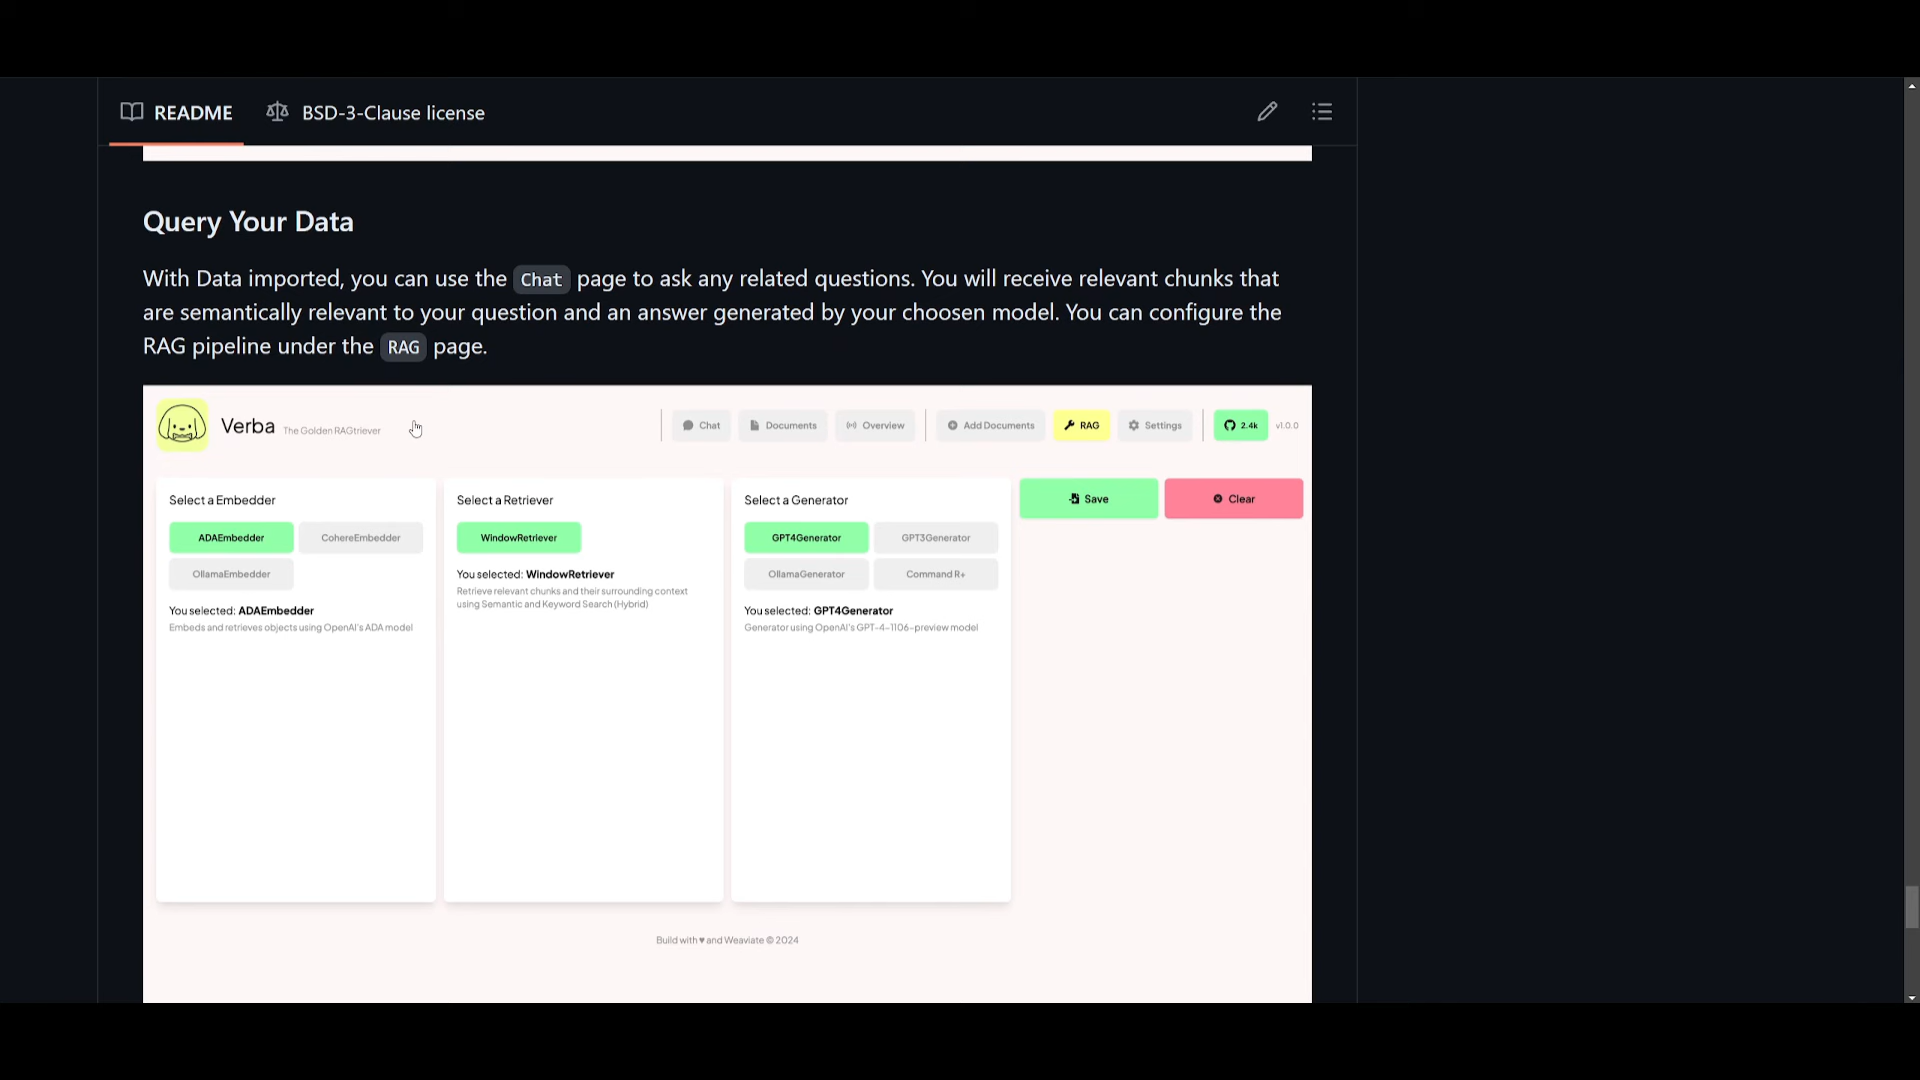 README
BSD-3-Clause license
Query Your Data
With Data imported, you can use the Chat page to ask any related questions. You will receive relevant chunks that
are semantically relevant to your question and an answer generated by your choosen model. You can configure the
RAG pipeline under the RAG page.
Verba The Golden RAGtriever
Chat
Documents
Overview
Add Documents
RAG
Settings
2.4k
v1.0.0
Select a Embedder
ADAEmbedder
CohereEmbedder
OllamaEmbedder
You selected: ADAEmbedder
Embeds and retrieves objects using OpenAI's ADA model
Select a Retriever
WindowRetriever
You selected: WindowRetriever
Retrieve relevant chunks and their surrounding context
using Semantic and Keyword Search (Hybrid)
Select a Generator
GPT4Generator
GPT3Generator
OllamaGenerator
Command R+
You selected: GPT4Generator
Generator using OpenAI's GPT-4-1106-preview model
Save
Clear
Build with ♥ and Weaviate © 2024